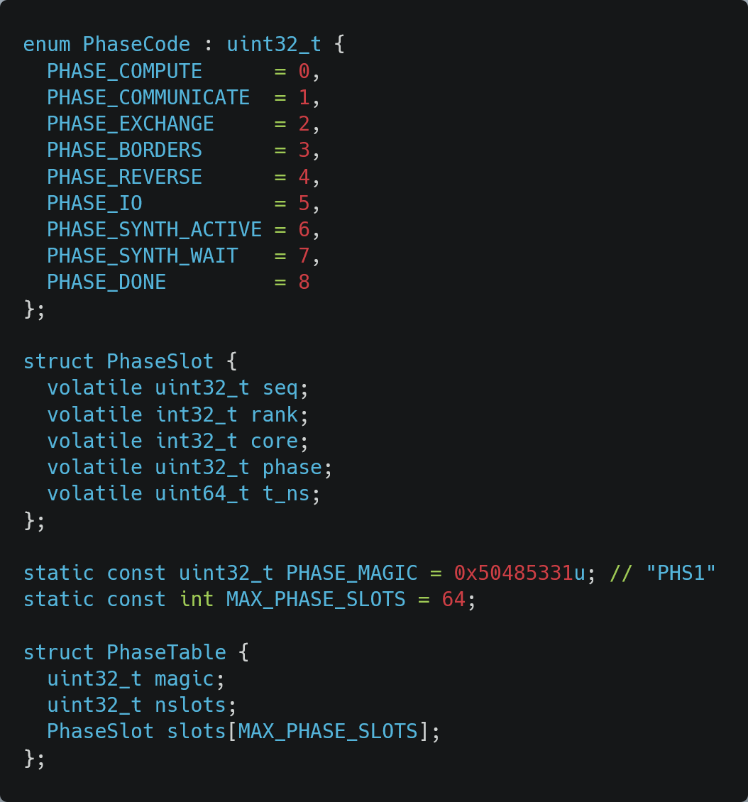 enum PhaseCode : uint32_t {
  PHASE_COMPUTE      = 0,
  PHASE_COMMUNICATE  = 1,
  PHASE_EXCHANGE     = 2,
  PHASE_BORDERS      = 3,
  PHASE_REVERSE      = 4,
  PHASE_IO           = 5,
  PHASE_SYNTH_ACTIVE = 6,
  PHASE_SYNTH_WAIT   = 7,
  PHASE_DONE         = 8
};

struct PhaseSlot {
  volatile uint32_t seq;
  volatile int32_t rank;
  volatile int32_t core;
  volatile uint32_t phase;
  volatile uint64_t t_ns;
};

static const uint32_t PHASE_MAGIC = 0x50485331u; // "PHS1"
static const int MAX_PHASE_SLOTS = 64;

struct PhaseTable {
  uint32_t magic;
  uint32_t nslots;
  PhaseSlot slots[MAX_PHASE_SLOTS];
};